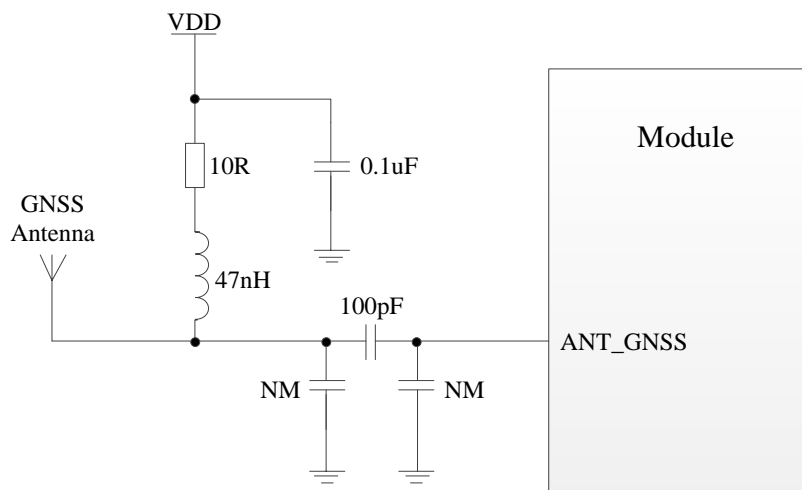 VDD
Module
10R
0.1uF
GNSS
Antenna
47nH
100pF
ANT_GNSS
NM
NM